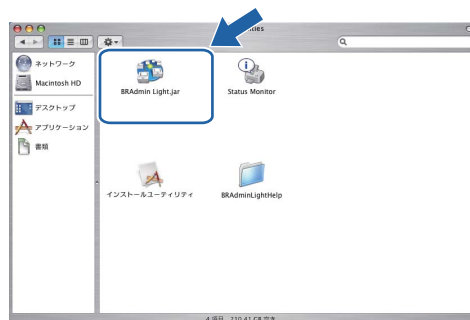 ネットワーク
Macintosh HD
デスクトップ
アプリケーション
書類
BRAdmin Light.jar
Status Monitor
インストールユーティリティ
BRAdminLightHelp